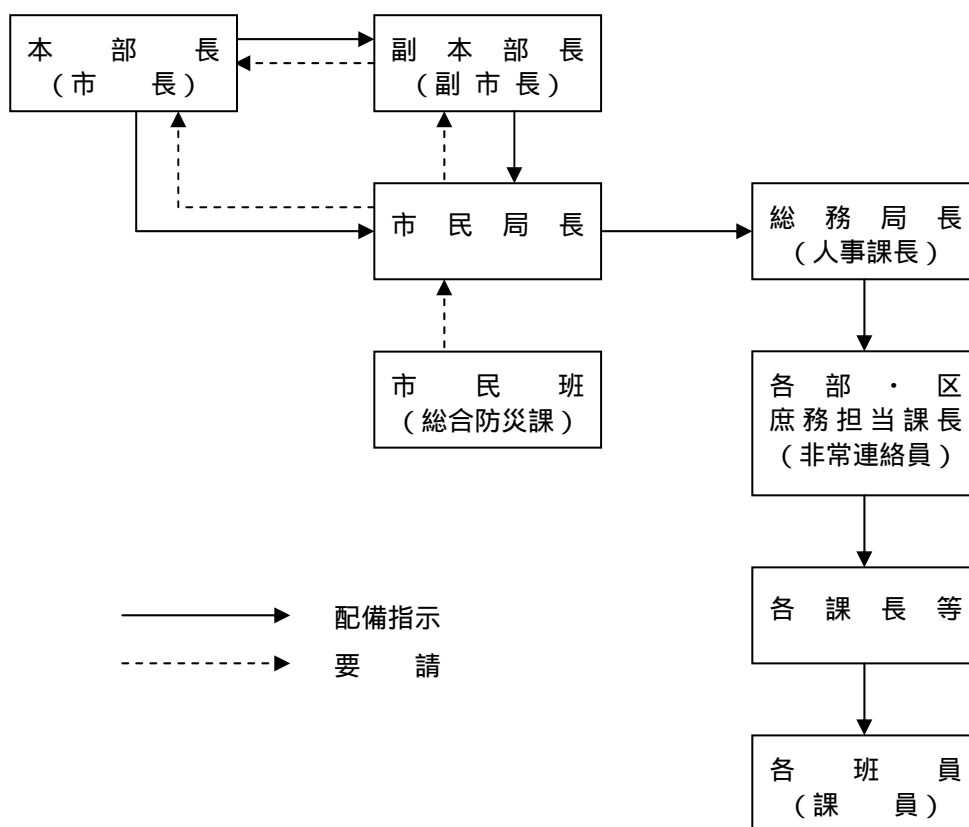 本部長
（市長）
副本部長
（副市長）
市民局長
総務局長
（人事課長）
市民班
（総合防災課）
各部・区
庶務担当課長
（非常連絡員）
配備指示
要請
各課長等
各班員
（課員）